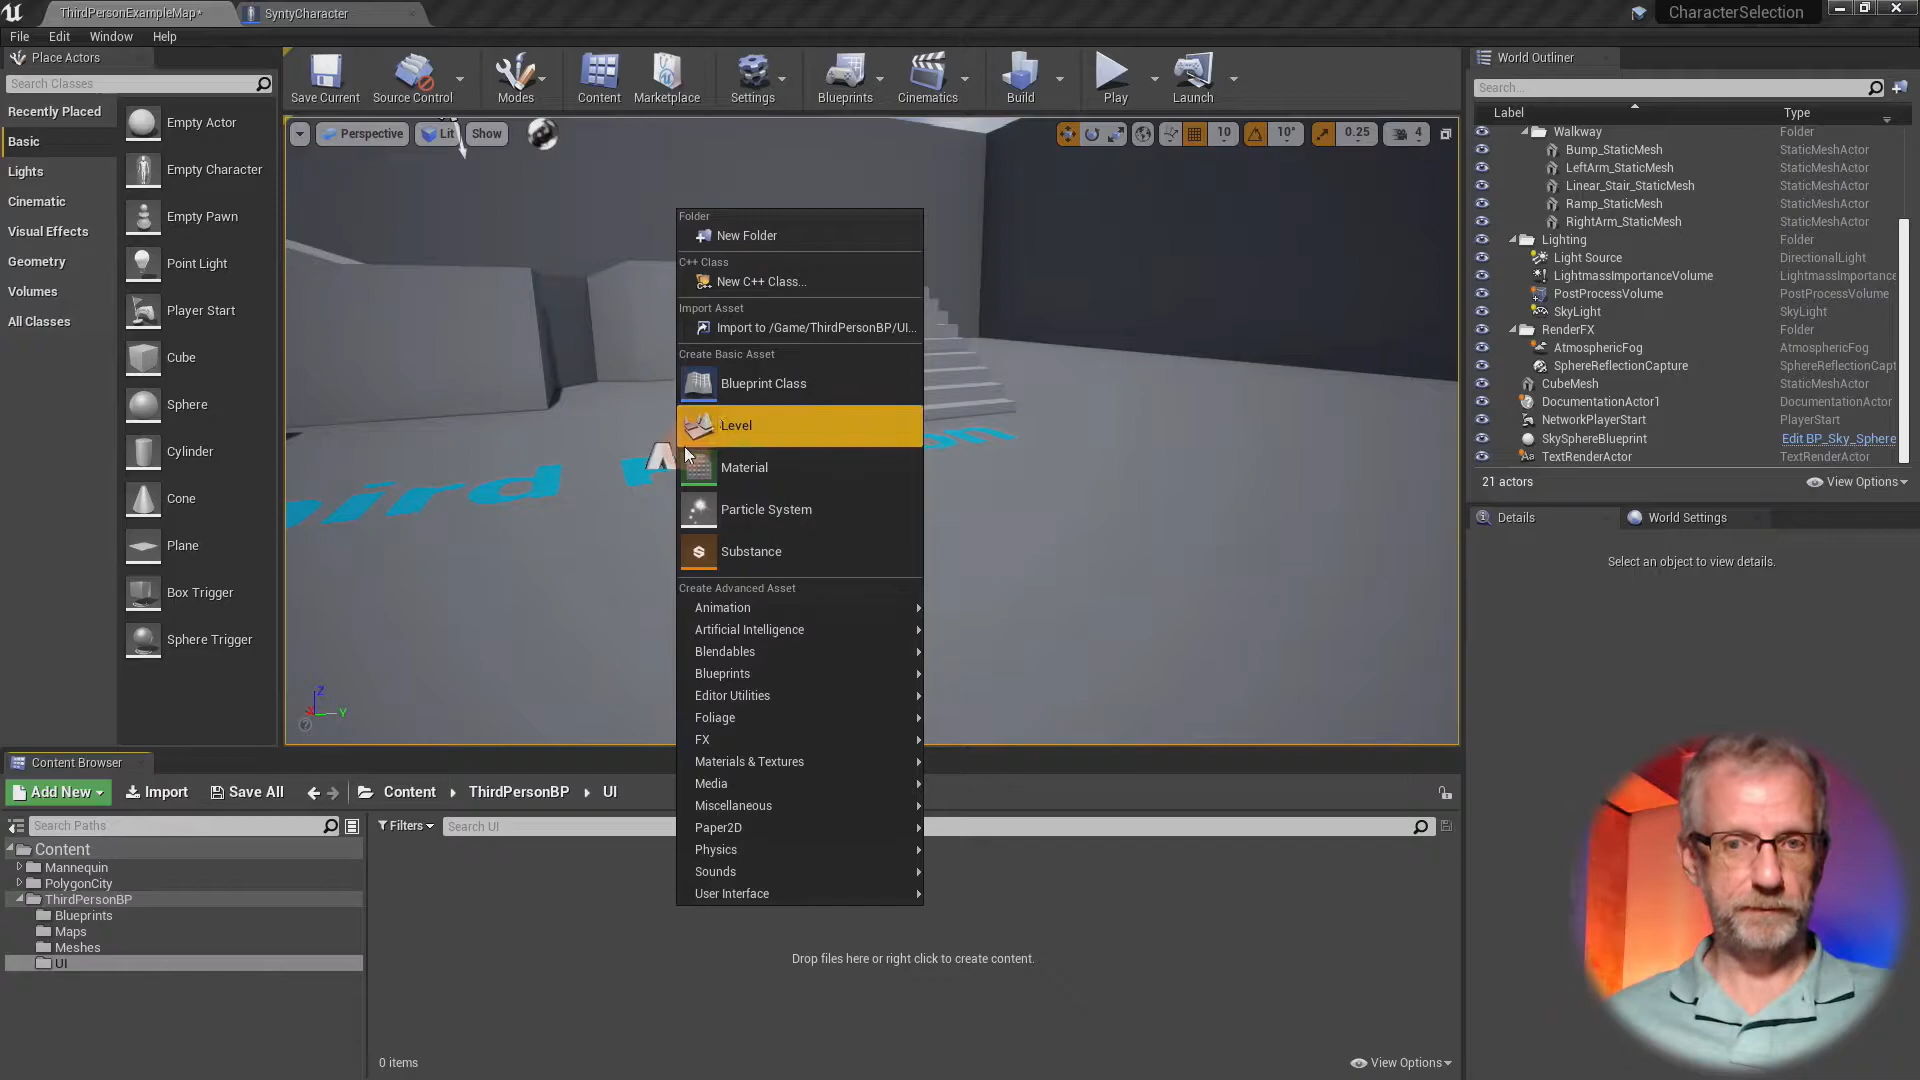 ThirdPersonExampleMap*
SyntyCharacter
CharacterSelection
File Edit Window Help
Place Actors
Search Classes
Recently Placed
Basic
Lights
Cinematic
Visual Effects
Geometry
Volumes
All Classes
Empty Actor
Empty Character
Empty Pawn
Point Light
Player Start
Cube
Sphere
Cylinder
Cone
Plane
Box Trigger
Sphere Trigger
Save Current
Source Control
Modes
Content
Marketplace
Settings
Blueprints
Cinematics
Build
Play
Launch
Perspective
Lit
Show
10
10°
0.25
4
Folder
New Folder
C++ Class
New C++ Class...
Import Asset
Import to /Game/ThirdPersonBP/UI...
Create Basic Asset
Blueprint Class
Level
Material
Particle System
Substance
Create Advanced Asset
Animation
Artificial Intelligence
Blendables
Blueprints
Editor Utilities
Foliage
FX
Materials & Textures
Media
Miscellaneous
Paper2D
Physics
Sounds
User Interface
Z
Y
World Outliner
Search...
Label Type
Walkway Folder
Bump_StaticMesh StaticMeshActor
LeftArm_StaticMesh StaticMeshActor
Linear_Stair_StaticMesh StaticMeshActor
Ramp_StaticMesh StaticMeshActor
RightArm_StaticMesh StaticMeshActor
Lighting Folder
Light Source DirectionalLight
LightmassImportanceVolume LightmassImportance
PostProcessVolume PostProcessVolume
SkyLight SkyLight
RenderFX Folder
AtmosphericFog AtmosphericFog
SphereReflectionCapture SphereReflectionCapt
CubeMesh StaticMeshActor
DocumentationActor1 DocumentationActor
NetworkPlayerStart PlayerStart
SkySphereBlueprint Edit BP_Sky_Sphere
TextRenderActor TextRenderActor
21 actors
View Options
Details
World Settings
Select an object to view details.
Content Browser
Add New
Import
Save All
Content
ThirdPersonBP
UI
Search Paths
Filters
Search UI
Content
Mannequin
PolygonCity
ThirdPersonBP
Blueprints
Maps
Meshes
UI
Drop files here or right click to create content.
0 items
View Options